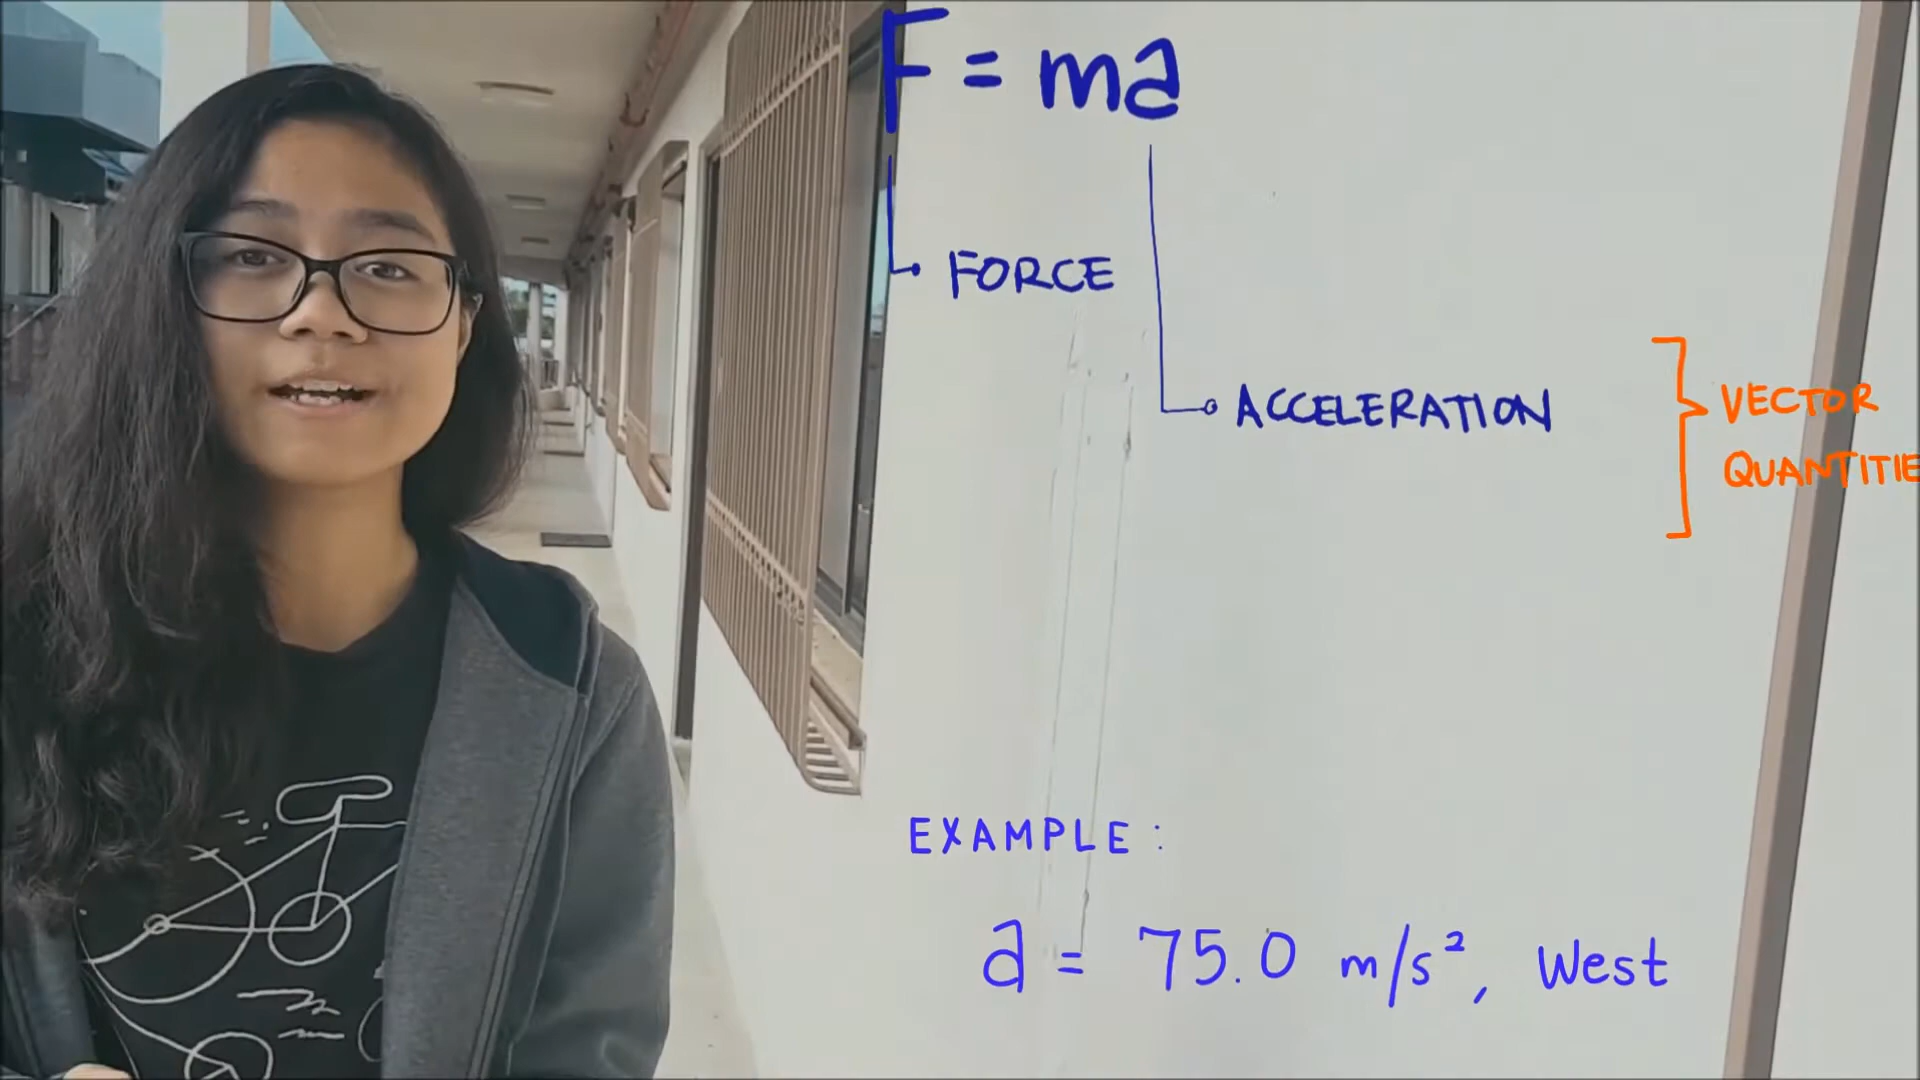 F = ma
FORCE
ACCELERATION
VECTOR
QUANTITIE
EXAMPLE:
a = 75.0 m/s², West